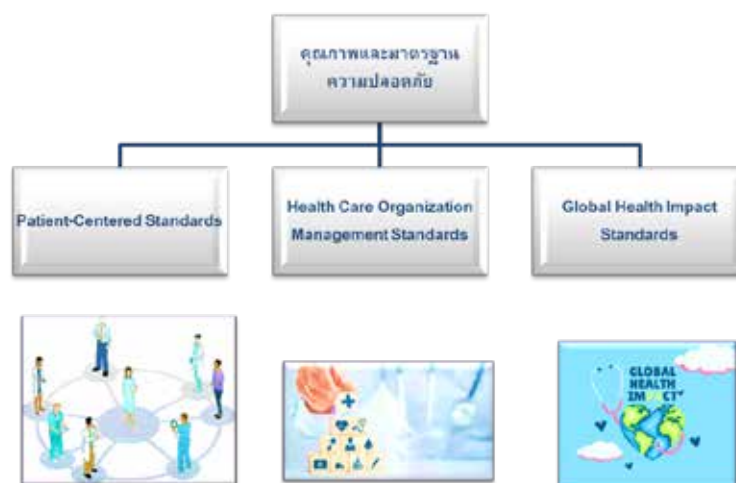 คุณภาพและมาตรฐาน
ความปลอดภัย
Patient-Centered Standards
Health Care Organization
Management Standards
Global Health Impact
Standards
GLOBAL
HEALTH
IMPACT